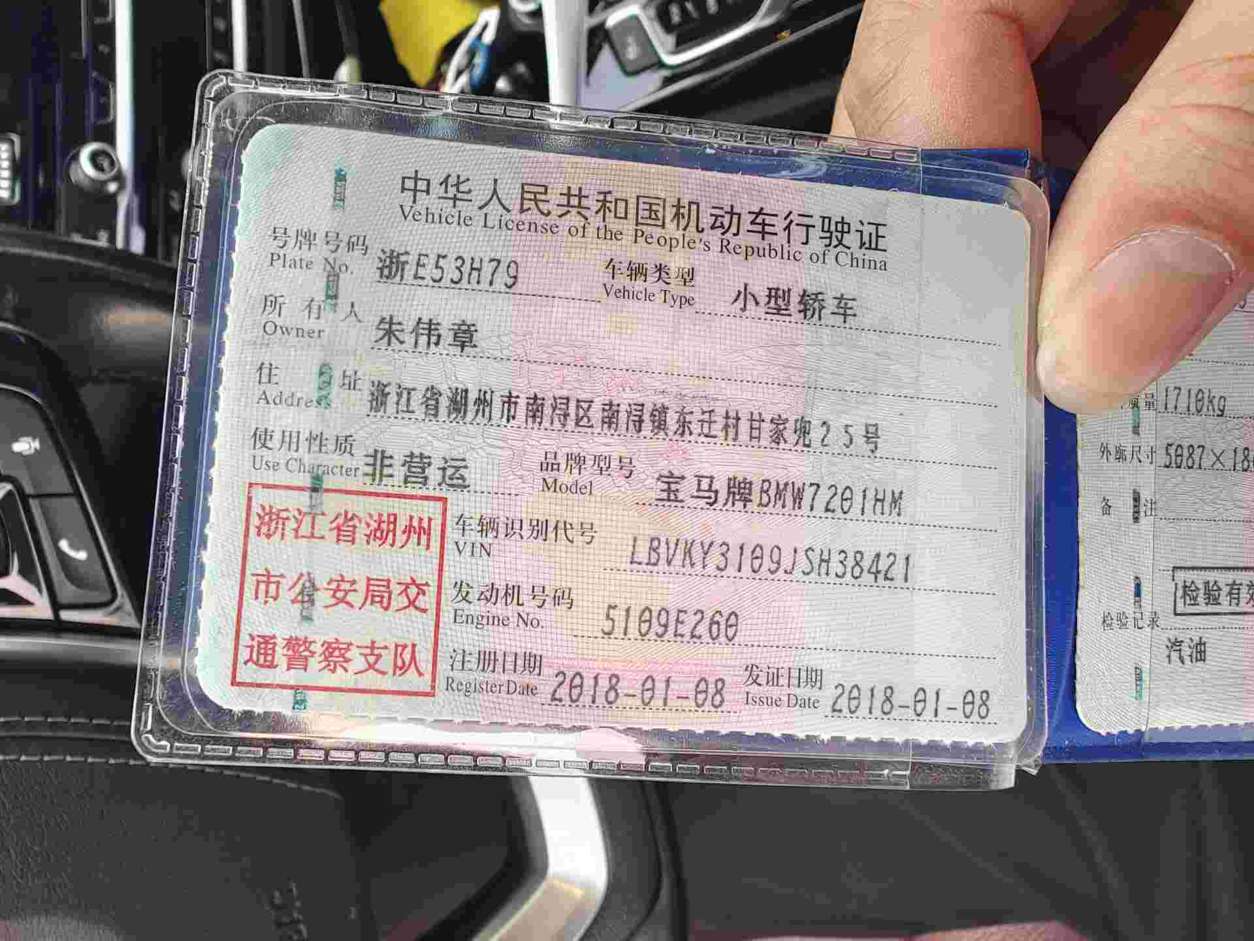 中华人民共和国机动车行驶证
Vehicle License of the People's Republic of China
号牌号码 浙E53H79 车辆类型 小型轿车
Plate No. Vehicle Type
所有人 朱伟章
Owner
住址 浙江省湖州市南浔区南浔镇东迁村甘家兜25号
Address
使用性质 非营运 品牌型号 宝马牌BMW7201HM
Use Character Model
浙江省湖州
市公安局交
通警察支队
车辆识别代号 LBVKY3109JSH38421
VIN
发动机号码 5109E260
Engine No.
注册日期 2018-01-08 发证日期 2018-01-08
Register Date Issue Date
质量 1710kg
外廓尺寸 5087×18
备注
检验有
检验记录
汽油